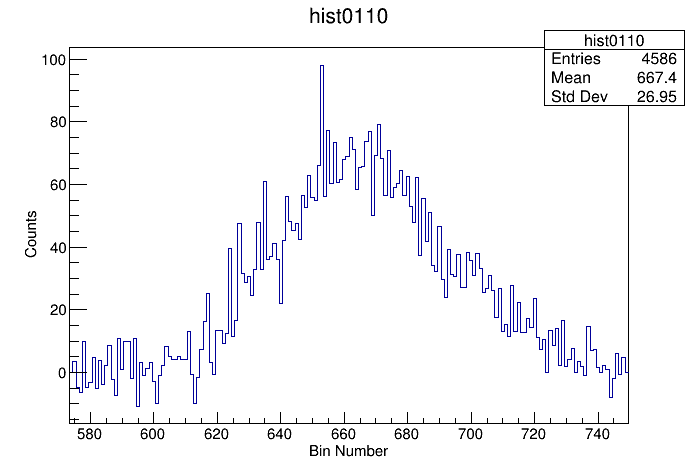 hist0110
hist0110
Entries 4586
Mean 667.4
Std Dev 26.95
100
80
60
40
20
0
Counts
580 600 620 640 660 680 700 720 740
Bin Number